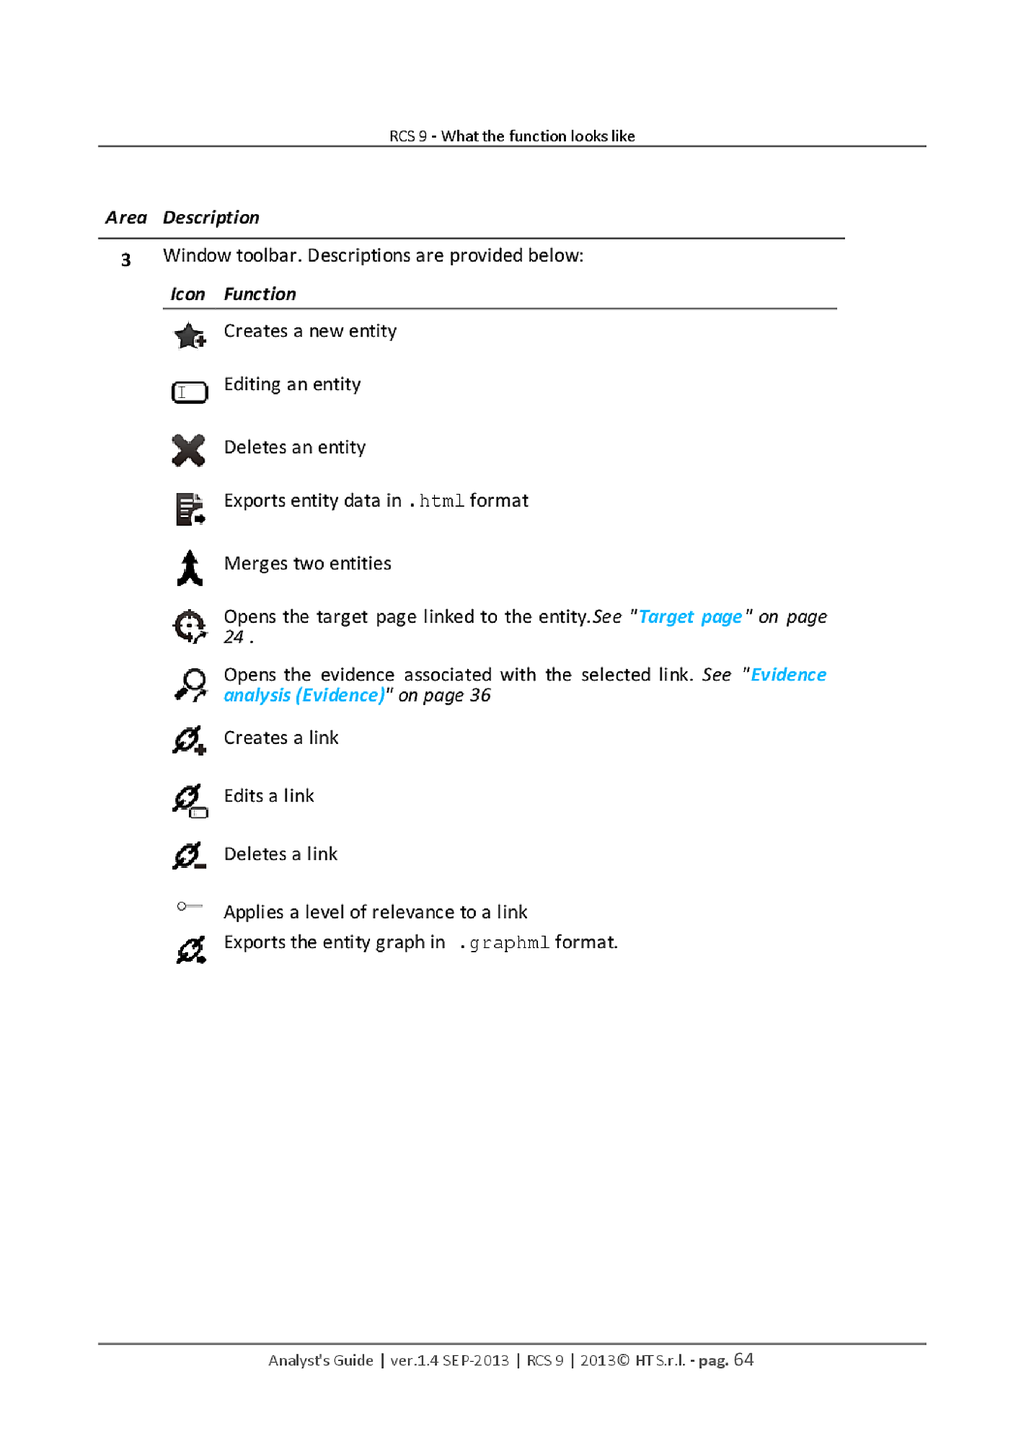 RCS 9 - What the function looks like
Area Description
3 Window toolbar. Descriptions are provided below:
Icon Function
Creates a new entity
Editing an entity
Deletes an entity
Exports entity data in .html format
Merges two entities
Opens the target page linked to the entity.See "Target page" on page
24 .
Opens the evidence associated with the selected link. See "Evidence
analysis (Evidence)" on page 36
Creates a link
Edits a link
Deletes a link
Applies a level of relevance to a link
Exports the entity graph in .graphml format.
Analyst's Guide | ver.1.4 SEP-2013 | RCS 9 | 2013© HT S.r.l. - pag. 64